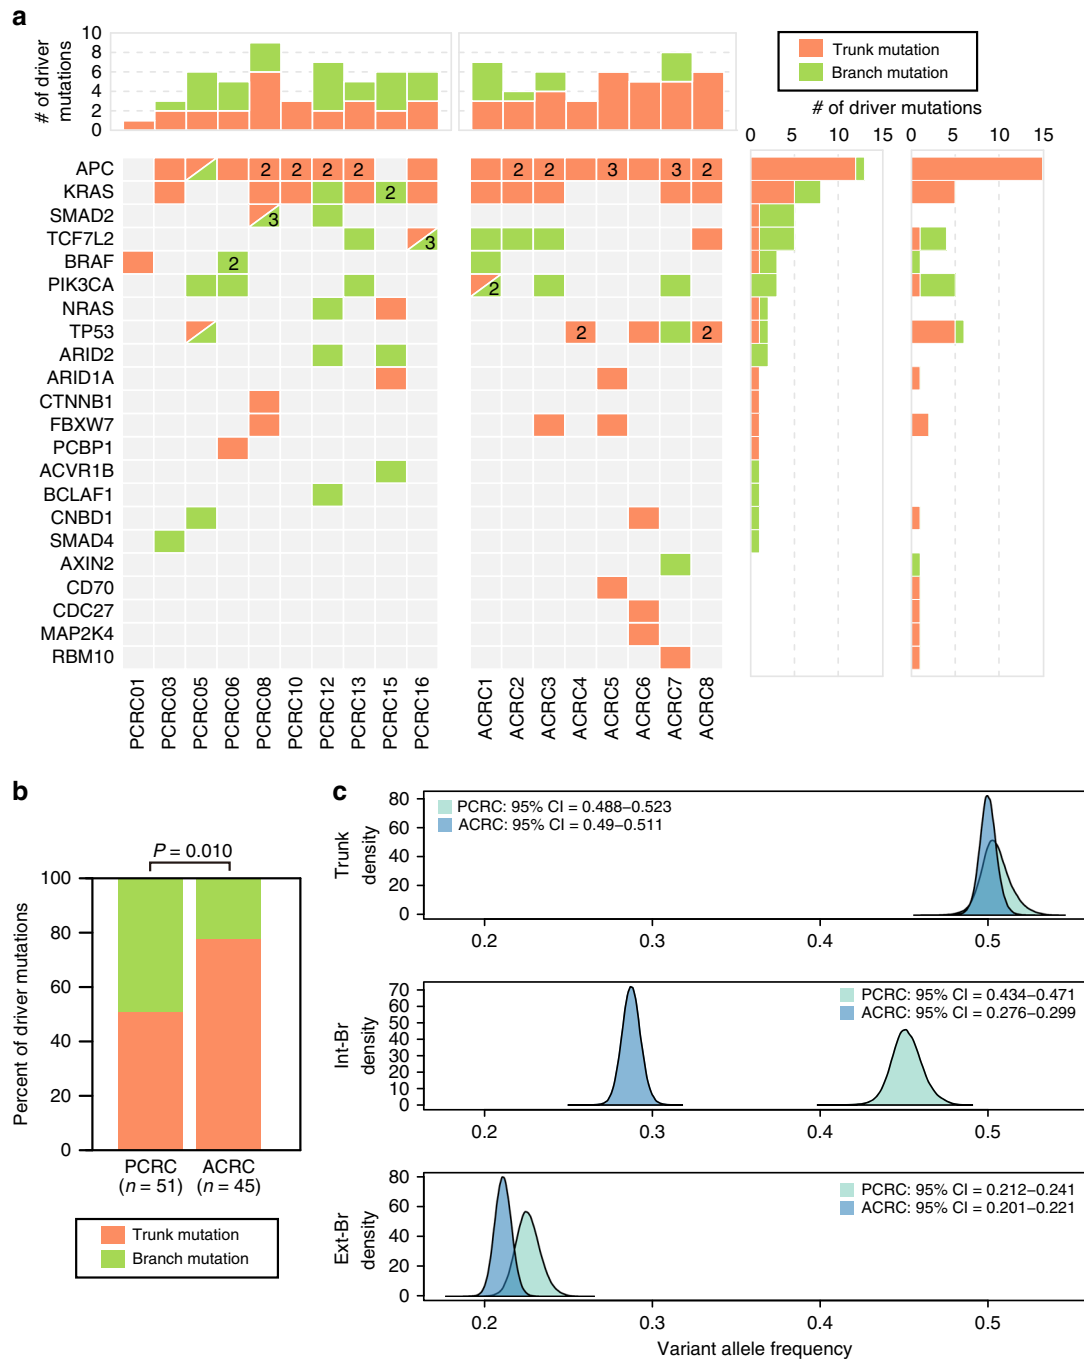 a
# of driver
mutations
10
8
6
4
2
0
Trunk mutation
Branch mutation
# of driver mutations
0 5 10 15 0 5 10 15
APC 2 2 2 2 2 2 3 3 2
KRAS 2
SMAD2 3
TCF7L2 3
BRAF 2
PIK3CA 2
NRAS
TP53 2 2
ARID2
ARID1A
CTNNB1
FBXW7
PCBP1
ACVR1B
BCLAF1
CNBD1
SMAD4
AXIN2
CD70
CDC27
MAP2K4
RBM10
PCRC01 PCRC03 PCRC05 PCRC06 PCRC08 PCRC10 PCRC12 PCRC13 PCRC15 PCRC16 ACRC1 ACRC2 ACRC3 ACRC4 ACRC5 ACRC6 ACRC7 ACRC8
b
P = 0.010
Percent of driver mutations
100
80
60
40
20
0
PCRC ACRC
(n = 51) (n = 45)
Trunk mutation
Branch mutation
c
Trunk
density
80
60
40
20
0
PCRC: 95% CI = 0.488–0.523
ACRC: 95% CI = 0.49–0.511
0.2 0.3 0.4 0.5
Int-Br
density
70
60
50
40
30
20
10
0
PCRC: 95% CI = 0.434–0.471
ACRC: 95% CI = 0.276–0.299
0.2 0.3 0.4 0.5
Ext-Br
density
80
60
40
20
0
PCRC: 95% CI = 0.212–0.241
ACRC: 95% CI = 0.201–0.221
0.2 0.3 0.4 0.5
Variant allele frequency